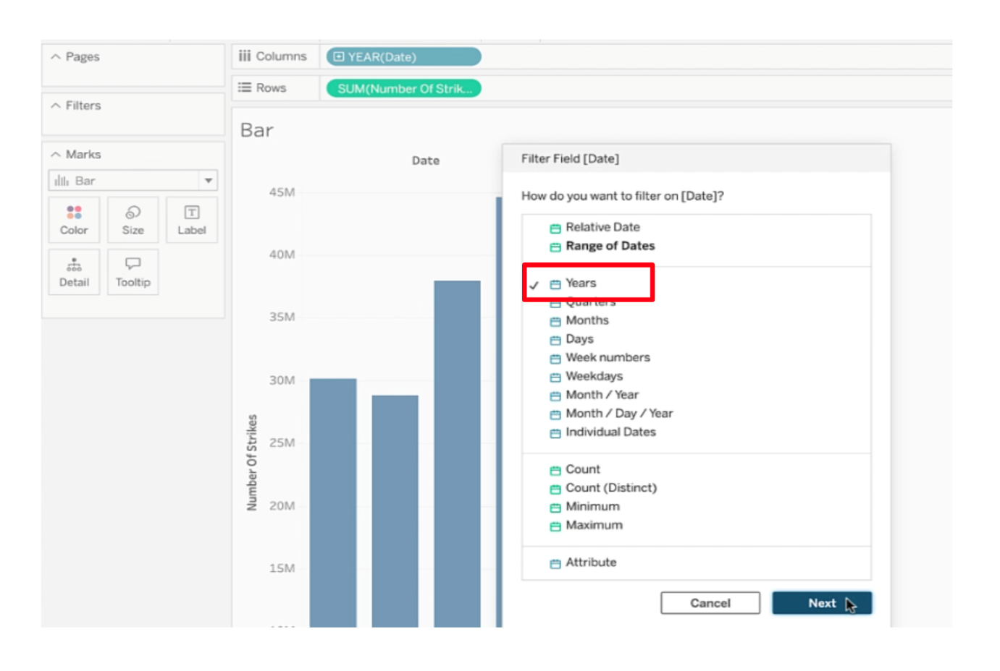 Pages
Columns
YEAR(Date)
Rows
SUM(Number Of Strik...
Filters
Bar
Marks
Bar
Color
Size
Label
Detail
Tooltip
Date
45M
40M
35M
30M
25M
20M
15M
Number Of Strikes
Filter Field [Date]
How do you want to filter on [Date]?
Relative Date
Range of Dates
Years
Quarters
Months
Days
Week numbers
Weekdays
Month / Year
Month / Day / Year
Individual Dates
Count
Count (Distinct)
Minimum
Maximum
Attribute
Cancel
Next